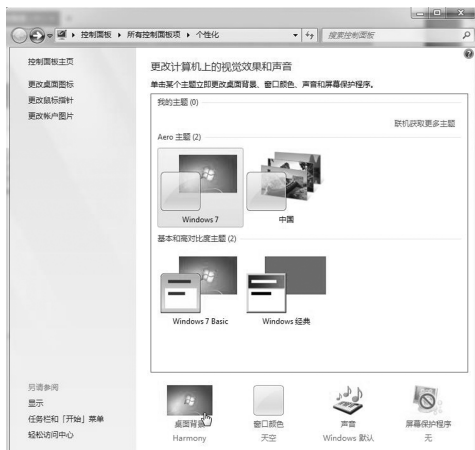 控制面板 ▸ 所有控制面板项 ▸ 个性化
搜索控制面板
控制面板主页
更改桌面图标
更改鼠标指针
更改帐户图片
更改计算机上的视觉效果和声音
单击某个主题立即更改桌面背景、窗口颜色、声音和屏幕保护程序。
我的主题 (0)
联机获取更多主题
Aero 主题 (2)
Windows 7
中国
基本和高对比度主题 (2)
Windows 7 Basic
Windows 经典
另请参阅
显示
任务栏和「开始」菜单
轻松访问中心
桌面背景
Harmony
窗口颜色
天空
声音
Windows 默认
屏幕保护程序
无